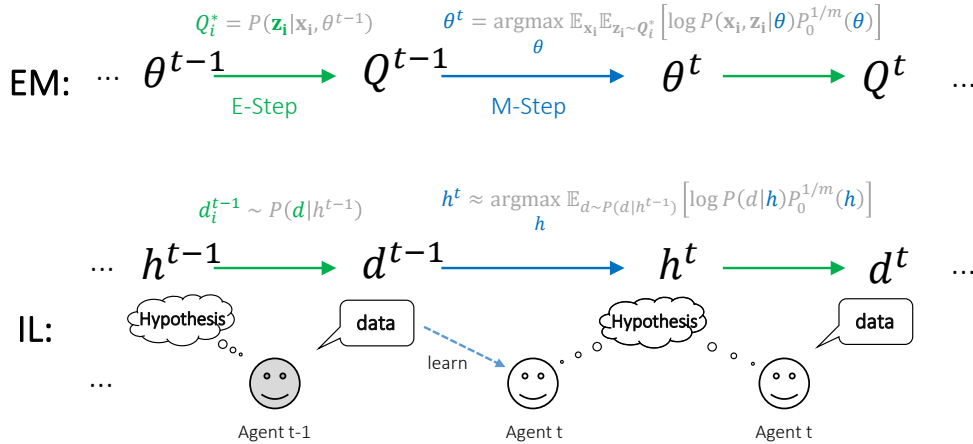 Q_i^* = P(z_i|x_i, θ^{t−1}) θ^t = argmax_θ 𝔼_{x_i} 𝔼_{z_i∼Q_i^*} [log P(x_i, z_i|θ)P_0^{1/m}(θ)]
EM: ... θ^{t−1} Q^{t−1} θ^t Q^t ...
E-Step M-Step
d_i^{t−1} ∼ P(d|h^{t−1}) h^t ≈ argmax_h 𝔼_{d∼P(d|h^{t−1})} [log P(d|h)P_0^{1/m}(h)]
... h^{t−1} d^{t−1} h^t d^t ...
IL: Hypothesis data Hypothesis data
learn
...
Agent t-1 Agent t Agent t